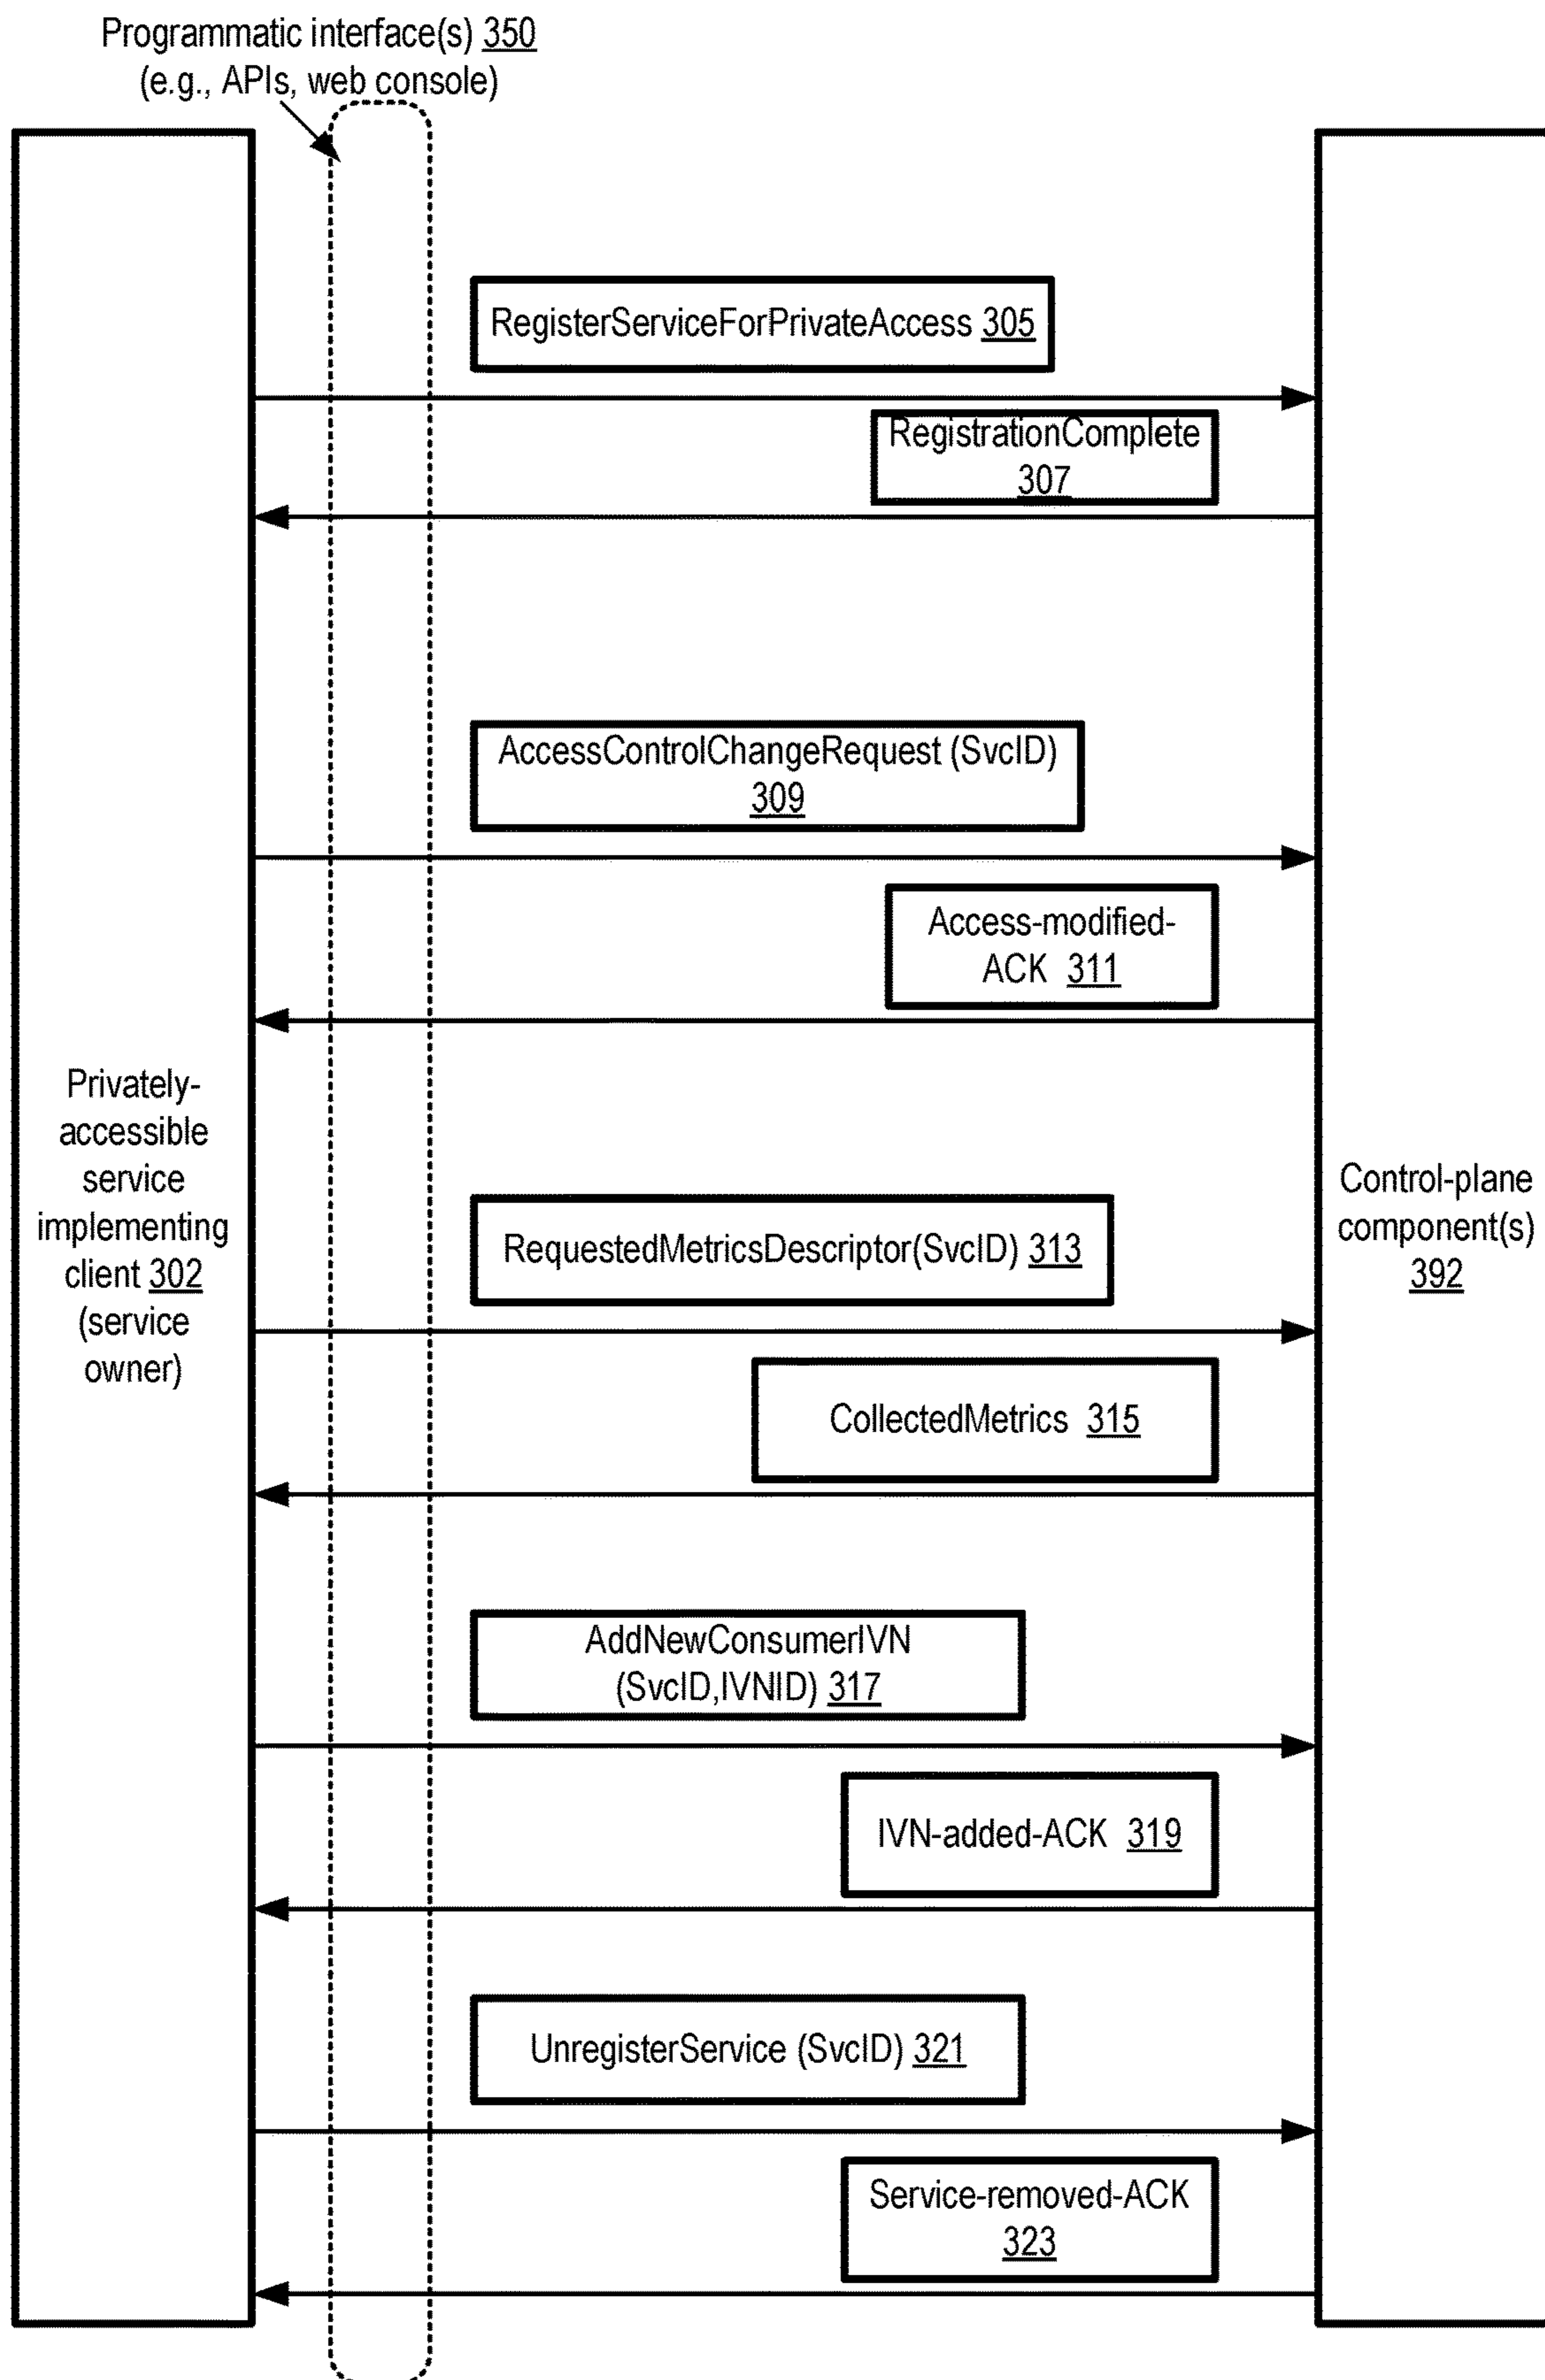 Programmatic interface(s) 350
(e.g., APIs, web console)
RegisterServiceForPrivateAccess 305
RegistrationComplete
307
AccessControlChangeRequest (SvcID)
309
Access-modified-
ACK 311
Privately-
accessible
service
implementing
client 302
(service
owner)
Control-plane
component(s)
392
RequestedMetricsDescriptor(SvcID) 313
CollectedMetrics 315
AddNewConsumerIVN
(SvcID,IVNID) 317
IVN-added-ACK 319
UnregisterService (SvcID) 321
Service-removed-ACK
323